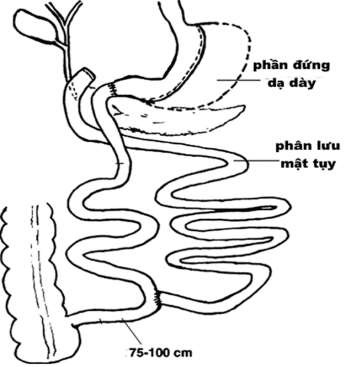 phần đứng
dạ dày
phân lưu
mật tụy
75-100 cm